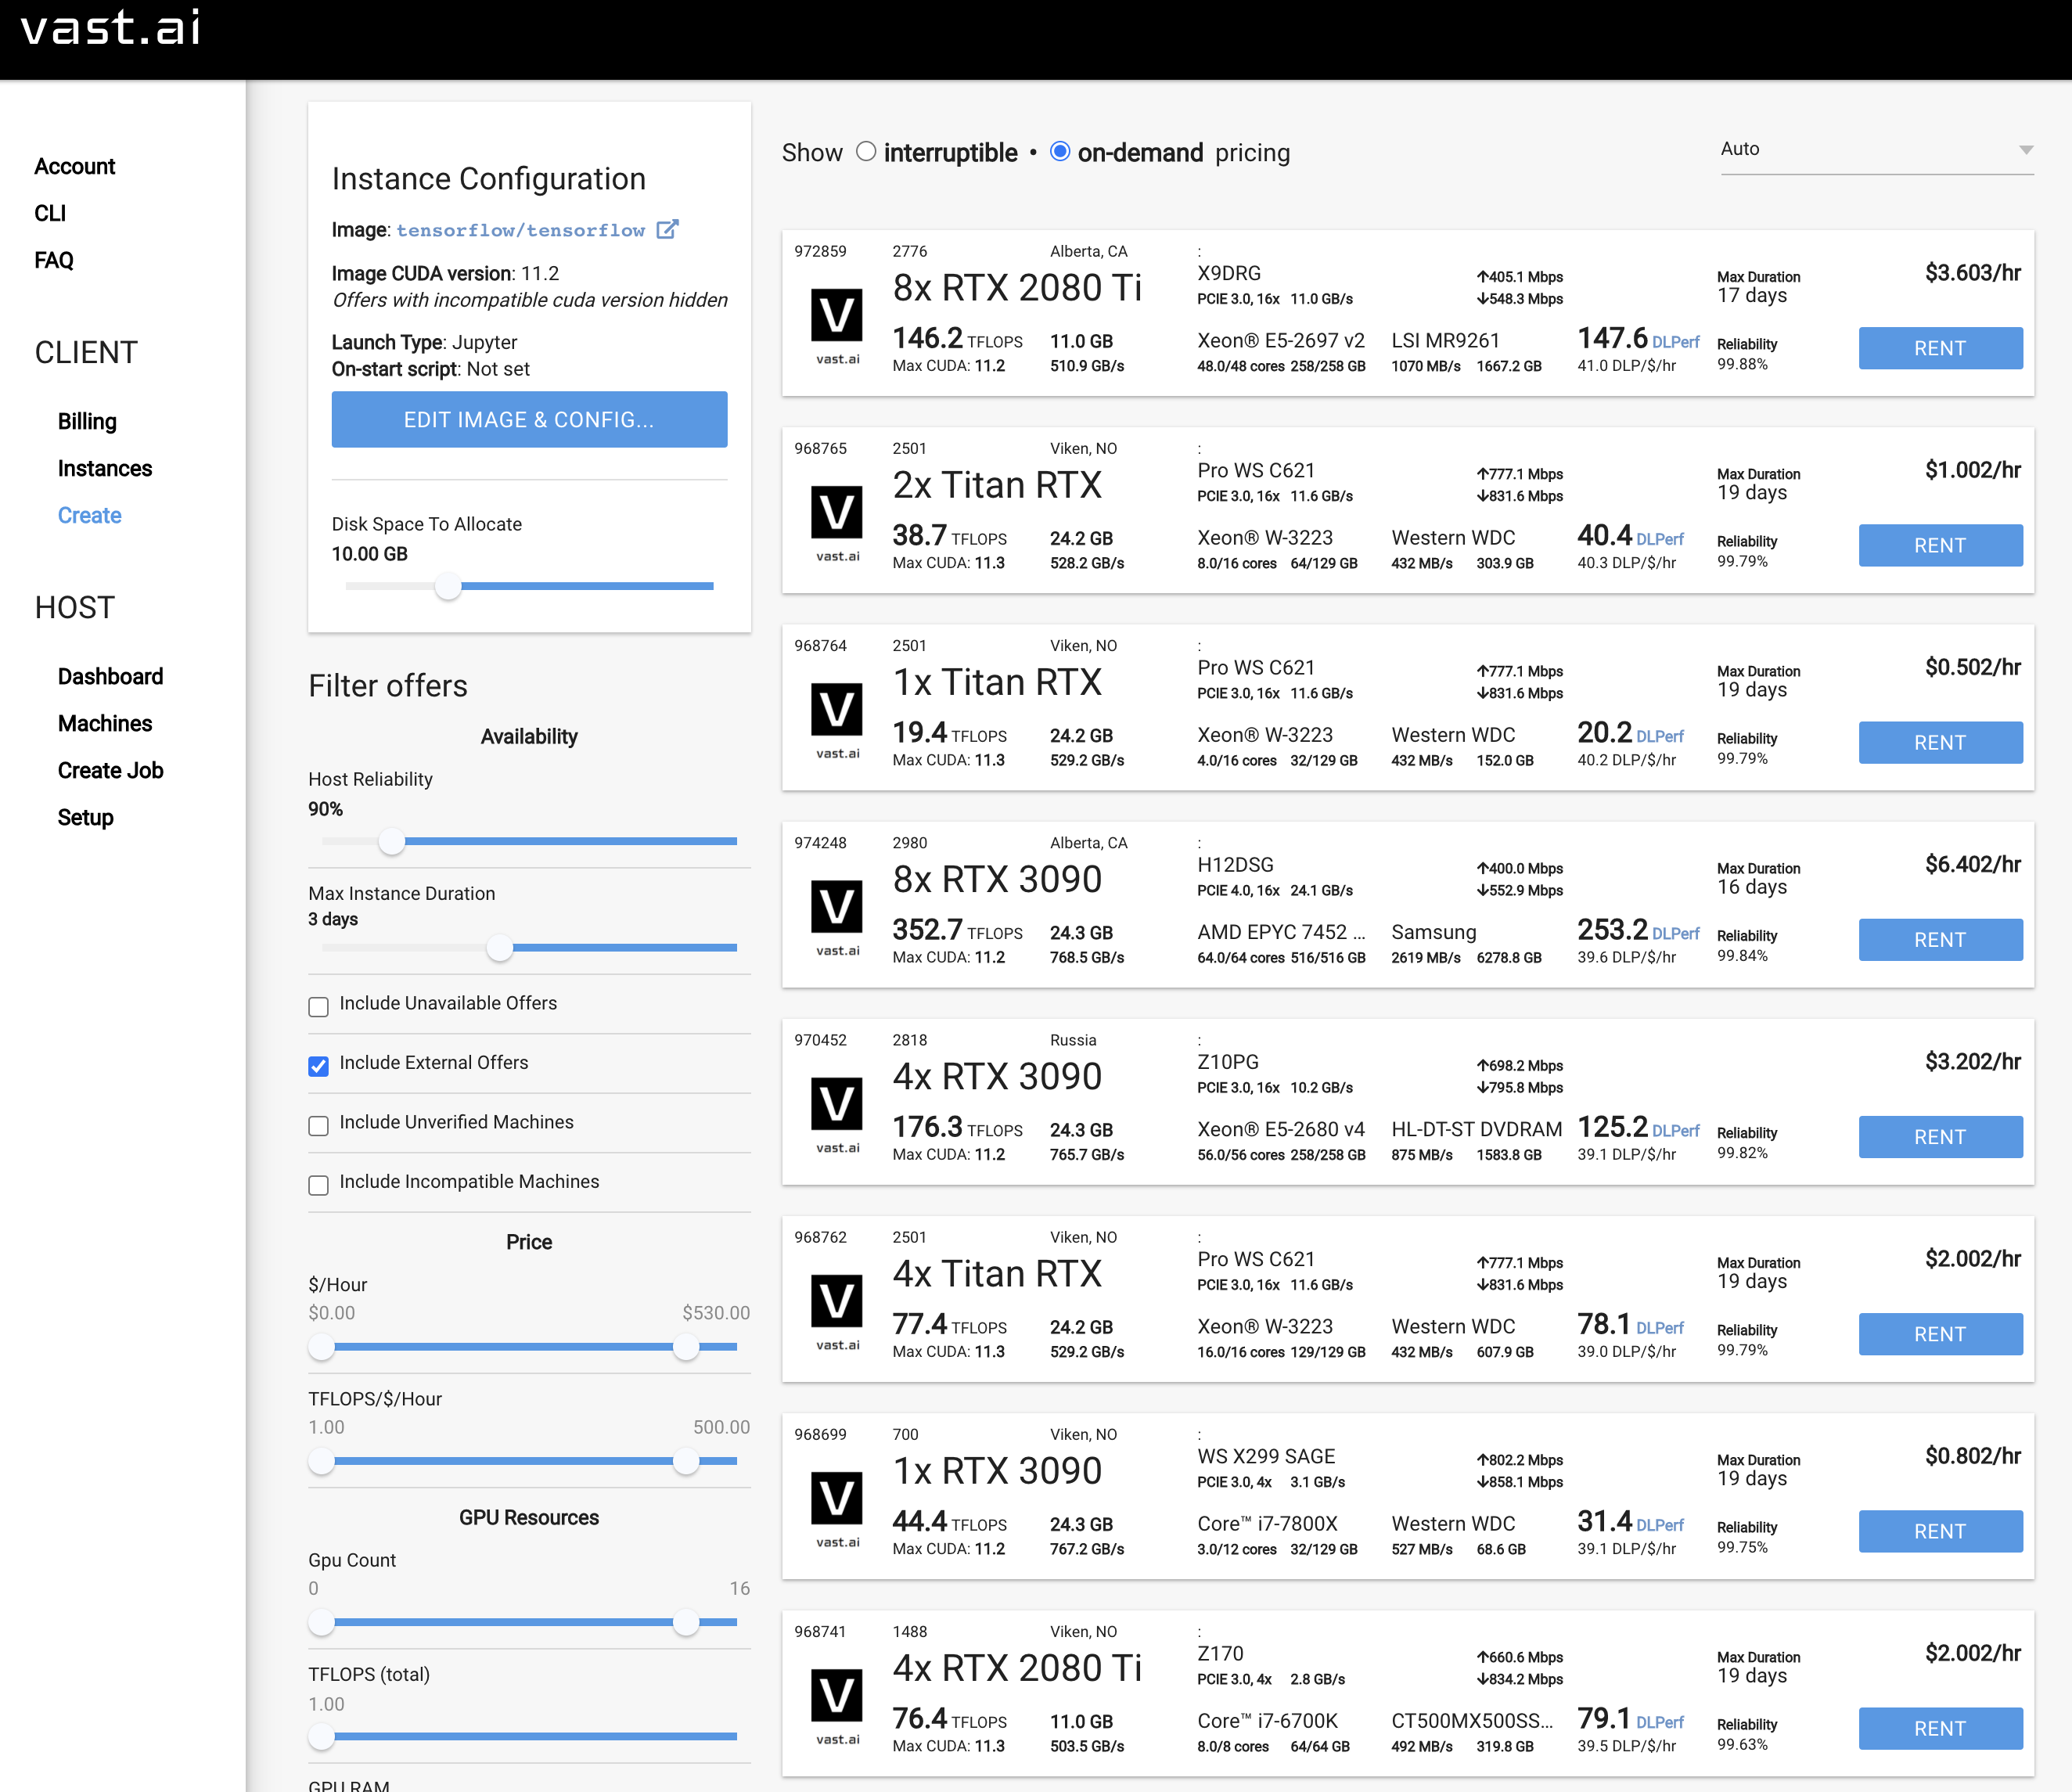 vast.ai
Account
CLI
FAQ
CLIENT
Billing
Instances
Create
HOST
Dashboard
Machines
Create Job
Setup
Instance Configuration
Image: tensorflow/tensorflow
Image CUDA version: 11.2
Offers with incompatible cuda version hidden
Launch Type: Jupyter
On-start script: Not set
EDIT IMAGE & CONFIG...
Disk Space To Allocate
10.00 GB
Filter offers
Availability
Host Reliability
90%
Max Instance Duration
3 days
Include Unavailable Offers
Include External Offers
Include Unverified Machines
Include Incompatible Machines
Price
$/Hour
$0.00 $530.00
TFLOPS/$/Hour
1.00 500.00
GPU Resources
Gpu Count
0 16
TFLOPS (total)
1.00
GPU RAM
Show interruptible • on-demand pricing
Auto
972859 2776 Alberta, CA :
8x RTX 2080 Ti X9DRG ↑405.1 Mbps Max Duration $3.603/hr
PCIE 3.0, 16x 11.0 GB/s ↓548.3 Mbps 17 days
V
146.2 TFLOPS 11.0 GB Xeon® E5-2697 v2 LSI MR9261 147.6 DLPerf Reliability RENT
vast.ai Max CUDA: 11.2 510.9 GB/s 48.0/48 cores 258/258 GB 1070 MB/s 1667.2 GB 41.0 DLP/$/hr 99.88%
968765 2501 Viken, NO :
2x Titan RTX Pro WS C621 ↑777.1 Mbps Max Duration $1.002/hr
PCIE 3.0, 16x 11.6 GB/s ↓831.6 Mbps 19 days
V
38.7 TFLOPS 24.2 GB Xeon® W-3223 Western WDC 40.4 DLPerf Reliability RENT
vast.ai Max CUDA: 11.3 528.2 GB/s 8.0/16 cores 64/129 GB 432 MB/s 303.9 GB 40.3 DLP/$/hr 99.79%
968764 2501 Viken, NO :
1x Titan RTX Pro WS C621 ↑777.1 Mbps Max Duration $0.502/hr
PCIE 3.0, 16x 11.6 GB/s ↓831.6 Mbps 19 days
V
19.4 TFLOPS 24.2 GB Xeon® W-3223 Western WDC 20.2 DLPerf Reliability RENT
vast.ai Max CUDA: 11.3 529.2 GB/s 4.0/16 cores 32/129 GB 432 MB/s 152.0 GB 40.2 DLP/$/hr 99.79%
974248 2980 Alberta, CA :
8x RTX 3090 H12DSG ↑400.0 Mbps Max Duration $6.402/hr
PCIE 4.0, 16x 24.1 GB/s ↓552.9 Mbps 16 days
V
352.7 TFLOPS 24.3 GB AMD EPYC 7452 ... Samsung 253.2 DLPerf Reliability RENT
vast.ai Max CUDA: 11.2 768.5 GB/s 64.0/64 cores 516/516 GB 2619 MB/s 6278.8 GB 39.6 DLP/$/hr 99.84%
970452 2818 Russia :
4x RTX 3090 Z10PG ↑698.2 Mbps $3.202/hr
PCIE 3.0, 16x 10.2 GB/s ↓795.8 Mbps
V
176.3 TFLOPS 24.3 GB Xeon® E5-2680 v4 HL-DT-ST DVDRAM 125.2 DLPerf Reliability RENT
vast.ai Max CUDA: 11.2 765.7 GB/s 56.0/56 cores 258/258 GB 875 MB/s 1583.8 GB 39.1 DLP/$/hr 99.82%
968762 2501 Viken, NO :
4x Titan RTX Pro WS C621 ↑777.1 Mbps Max Duration $2.002/hr
PCIE 3.0, 16x 11.6 GB/s ↓831.6 Mbps 19 days
V
77.4 TFLOPS 24.2 GB Xeon® W-3223 Western WDC 78.1 DLPerf Reliability RENT
vast.ai Max CUDA: 11.3 529.2 GB/s 16.0/16 cores 129/129 GB 432 MB/s 607.9 GB 39.0 DLP/$/hr 99.79%
968699 700 Viken, NO :
1x RTX 3090 WS X299 SAGE ↑802.2 Mbps Max Duration $0.802/hr
PCIE 3.0, 4x 3.1 GB/s ↓858.1 Mbps 19 days
V
44.4 TFLOPS 24.3 GB Core™ i7-7800X Western WDC 31.4 DLPerf Reliability RENT
vast.ai Max CUDA: 11.2 767.2 GB/s 3.0/12 cores 32/129 GB 527 MB/s 68.6 GB 39.1 DLP/$/hr 99.75%
968741 1488 Viken, NO :
4x RTX 2080 Ti Z170 ↑660.6 Mbps Max Duration $2.002/hr
PCIE 3.0, 4x 2.8 GB/s ↓834.2 Mbps 19 days
V
76.4 TFLOPS 11.0 GB Core™ i7-6700K CT500MX500SS... 79.1 DLPerf Reliability RENT
vast.ai Max CUDA: 11.3 503.5 GB/s 8.0/8 cores 64/64 GB 492 MB/s 319.8 GB 39.5 DLP/$/hr 99.63%